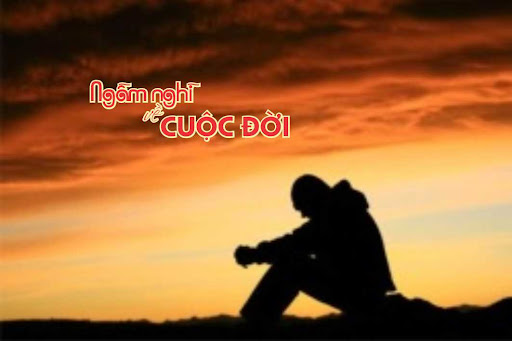 Ngẫm nghĩ
về
CUỘC ĐỜI